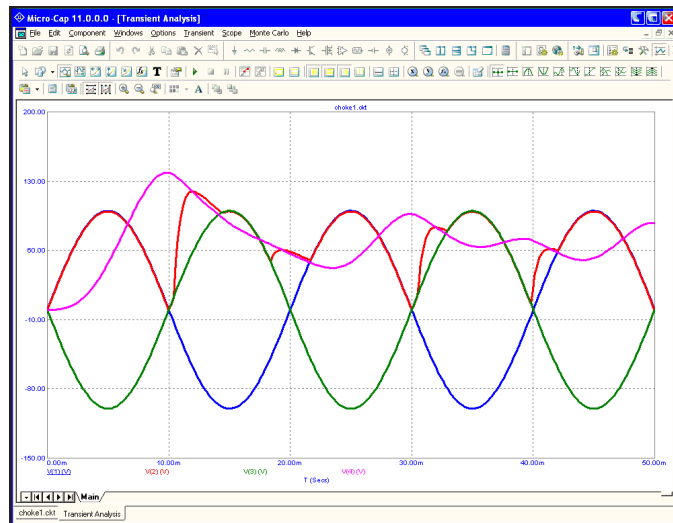 Micro-Cap 11.0.0.0 - [Transient Analysis]
File Edit Component Windows Options Transient Scope Monte Carlo Help
T
A
choke1.ckt
200.00
130.00
60.00
-10.00
-80.00
-150.00
0.00m 10.00m 20.00m 30.00m 40.00m 50.00m
V(1) (V) V(2) (V) V(3) (V) V(4) (V)
T (Secs)
Main
choke1.ckt Transient Analysis